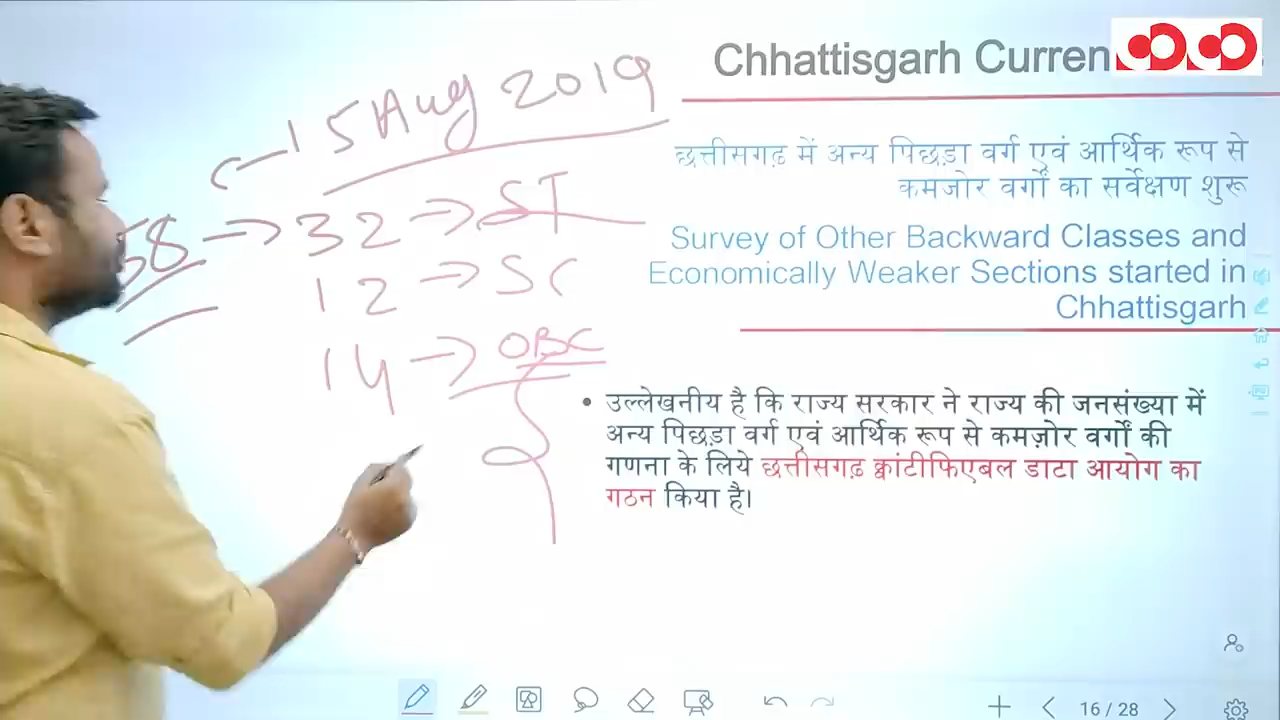 Chhattisgarh Curren
15 Aug 2019
छत्तीसगढ़ में अन्य पिछड़ा वर्ग एवं आर्थिक रूप से
कमजोर वर्गों का सर्वेक्षण शुरू
58 → 32 → ST
12 → SC
14 → OBC
Survey of Other Backward Classes and
Economically Weaker Sections started in
Chhattisgarh
• उल्लेखनीय है कि राज्य सरकार ने राज्य की जनसंख्या में
अन्य पिछड़ा वर्ग एवं आर्थिक रूप से कमज़ोर वर्गों की
गणना के लिये छत्तीसगढ़ क्वांटीफिएबल डाटा आयोग का
गठन किया है।
16 / 28